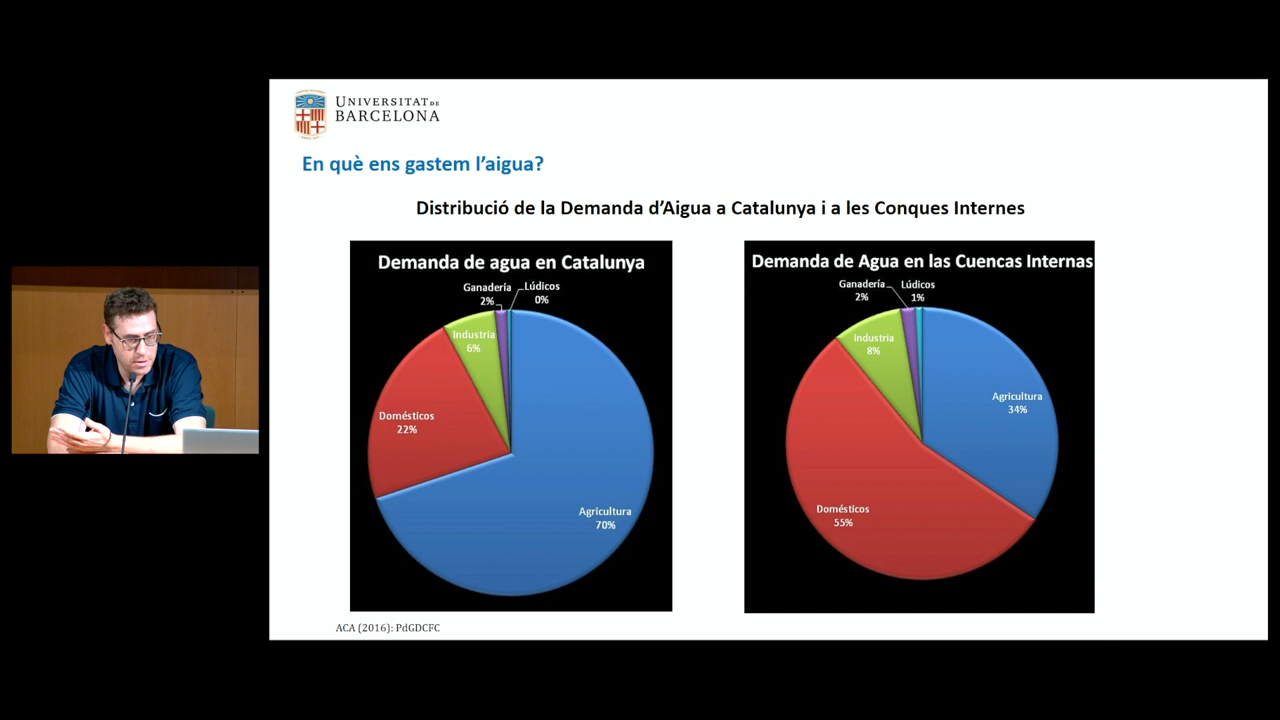 UNIVERSITAT DE
BARCELONA
En què ens gastem l'aigua?
Distribució de la Demanda d'Aigua a Catalunya i a les Conques Internes
Demanda de agua en Catalunya
Ganadería
2%
Lúdicos
0%
Industria
6%
Domésticos
22%
Agricultura
70%
Demanda de Agua en las Cuencas Internas
Ganadería
2%
Lúdicos
1%
Industria
8%
Agricultura
34%
Domésticos
55%
ACA (2016): PdGDCFC